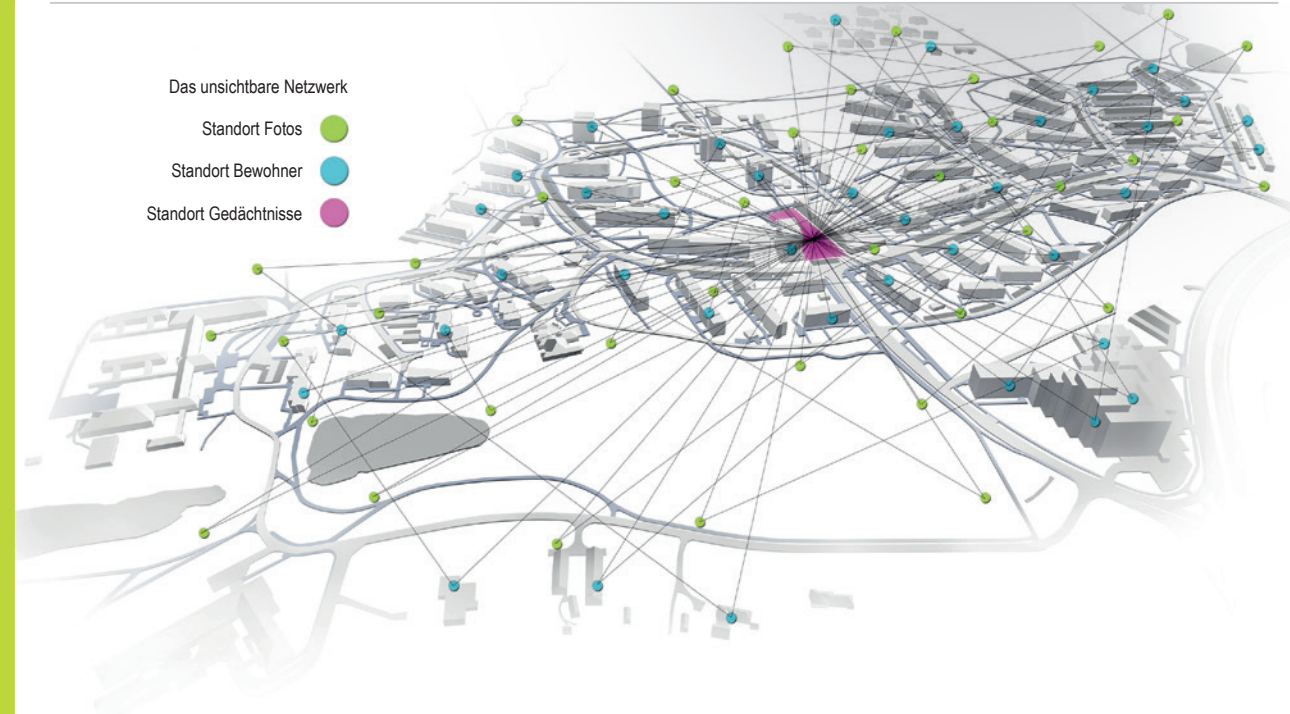 Das unsichtbare Netzwerk
Standort Fotos
Standort Bewohner
Standort Gedächtnisse